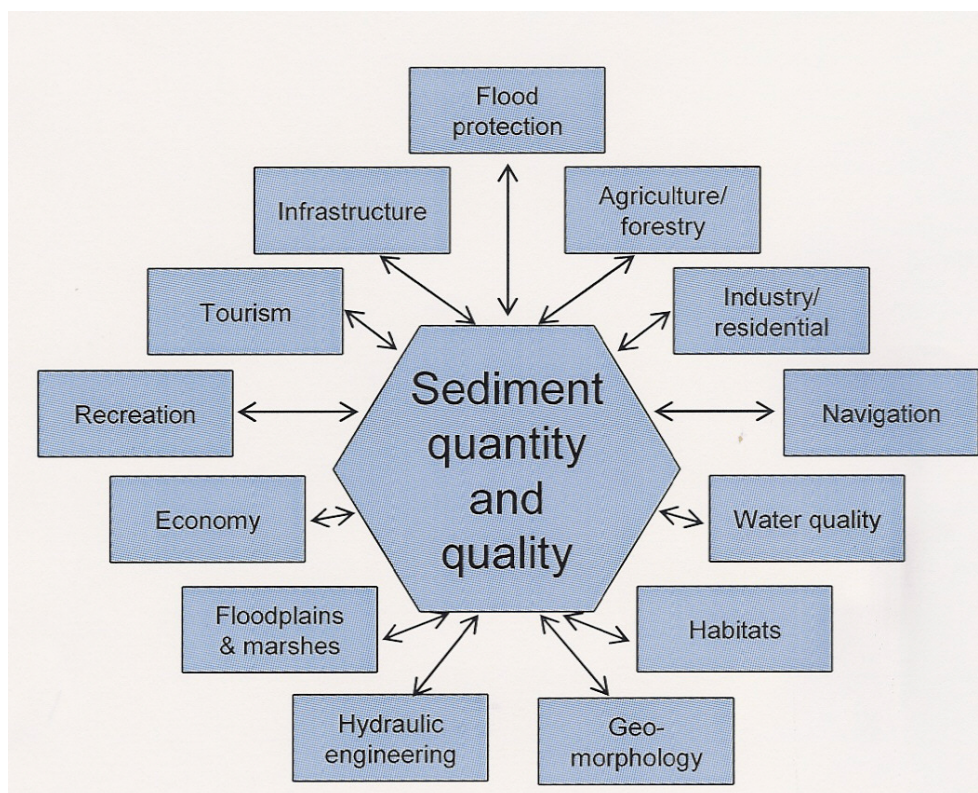 Flood
protection
Infrastructure
Agriculture/
forestry
Tourism
Industry/
residential
Recreation
Navigation
Sediment
quantity
and
quality
Economy
Water quality
Floodplains
& marshes
Habitats
Hydraulic
engineering
Geo-
morphology